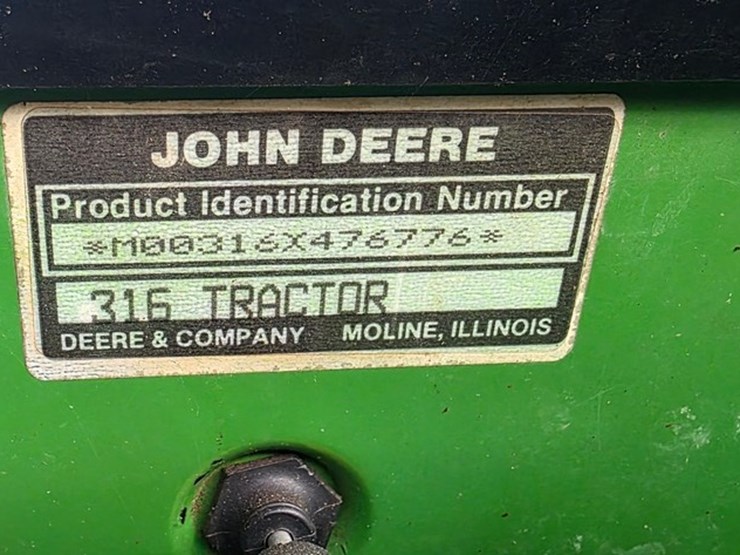 JOHN DEERE
Product Identification Number
*M00316X476776*
316 TRACTOR
DEERE & COMPANY MOLINE, ILLINOIS